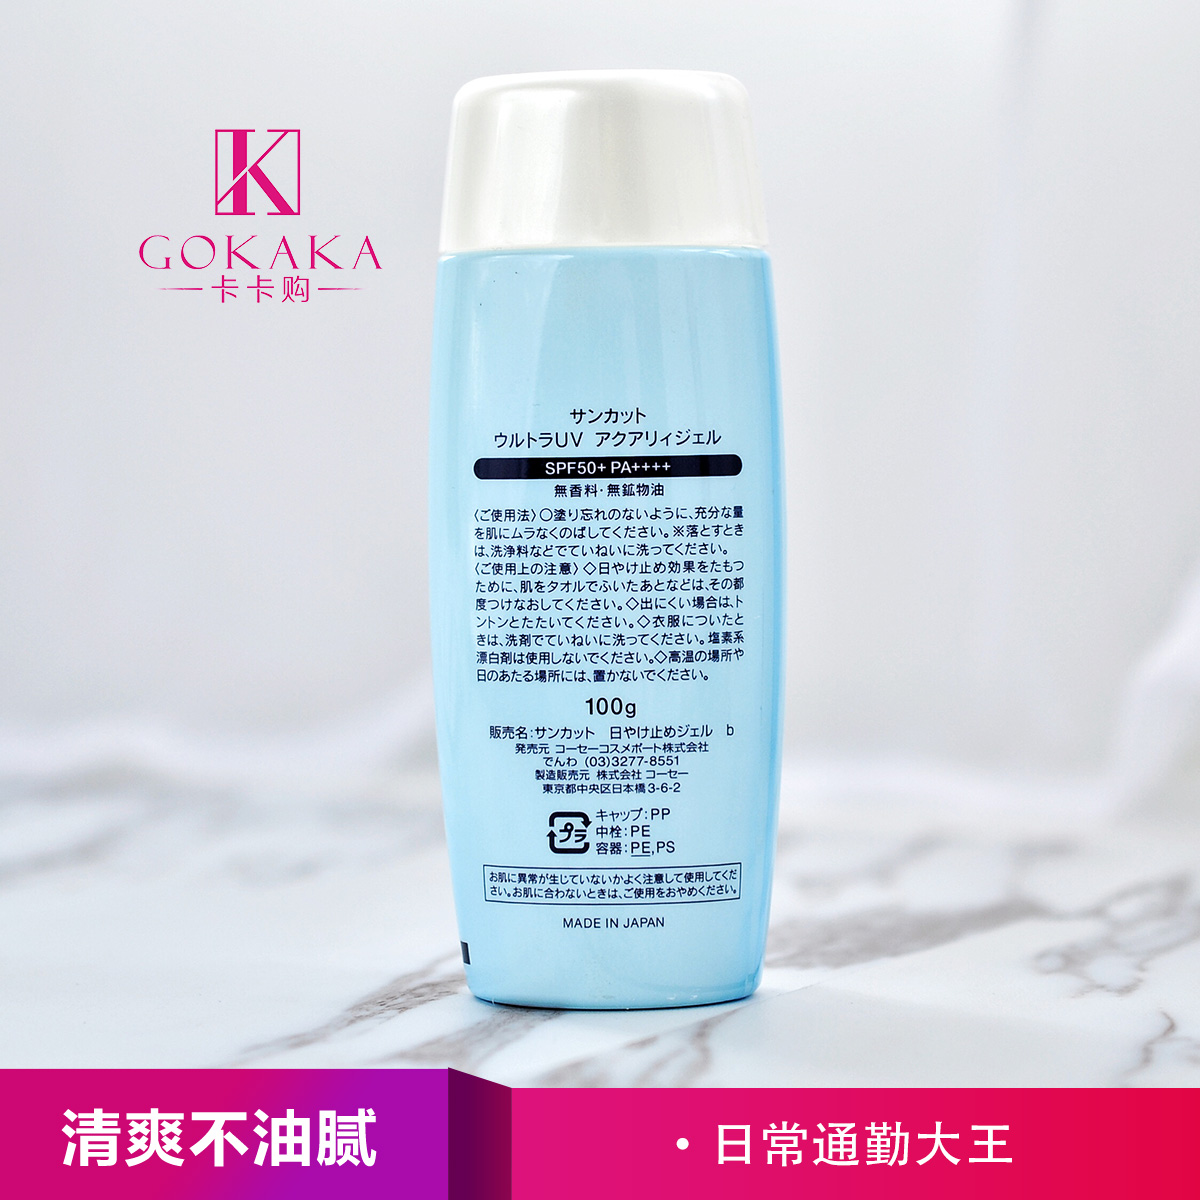 K
GOKAKA
卡卡购
サンカット
ウルトラUV アクアリィジェル
SPF50+ PA++++
無香料・無鉱物油
〈ご使用法〉○塗り忘れのないように、充分な量
を肌にムラなくのばしてください。※落とすとき
は、洗浄料などでていねいに洗ってください。
〈ご使用上の注意〉◇日やけ止め効果をたもつ
ために、肌をタオルでふいたあとなどは、その都
度つけなおしてください。◇出にくい場合は、ト
ントンとたたいてください。◇衣服についたと
きは、洗剤でていねいに洗ってください。塩素系
漂白剤は使用しないでください。◇高温の場所や
日のあたる場所には、置かないでください。
100g
販売名:サンカット 日やけ止めジェル b
発売元 コーセーコスメポート株式会社
でんわ (03)3277-8551
製造販売元 株式会社 コーセー
東京都中央区日本橋3-6-2
プラ
キャップ:PP
中栓:PE
容器:PE,PS
お肌に異常が生じていないかよく注意して使用してくだ
さい。お肌に合わないときは、ご使用をおやめください。
MADE IN JAPAN
清爽不油腻
• 日常通勤大王